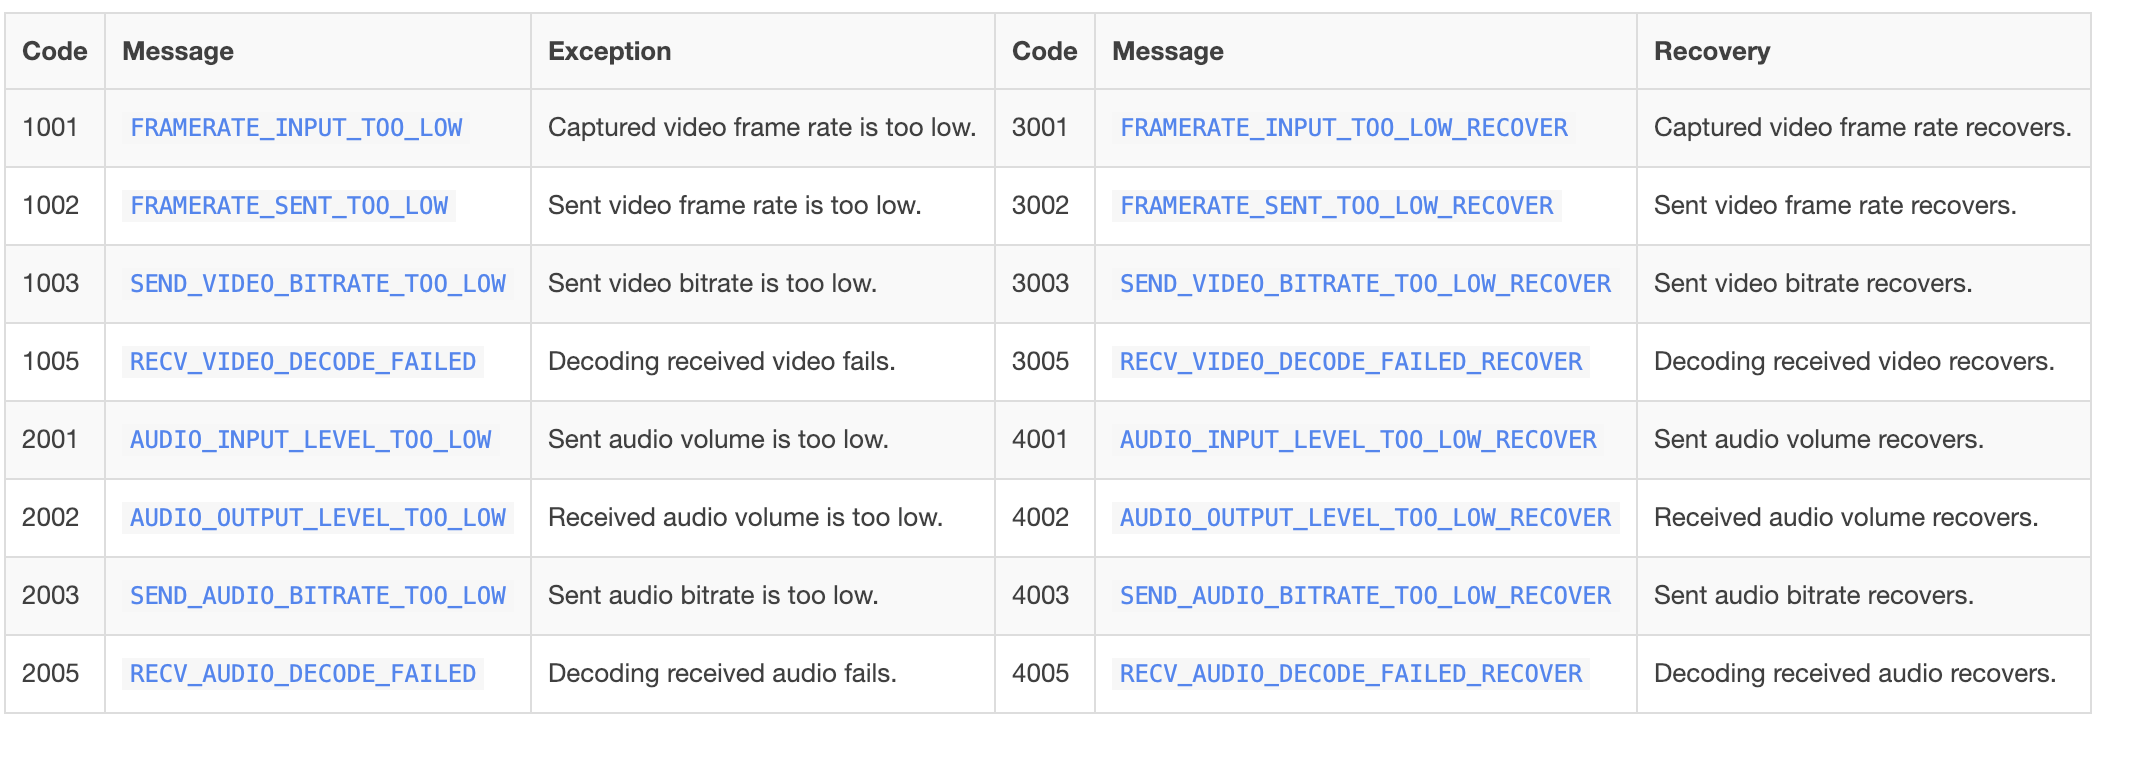 Code Message Exception Code Message Recovery
1001 FRAMERATE_INPUT_TOO_LOW Captured video frame rate is too low. 3001 FRAMERATE_INPUT_TOO_LOW_RECOVER Captured video frame rate recovers.
1002 FRAMERATE_SENT_TOO_LOW Sent video frame rate is too low. 3002 FRAMERATE_SENT_TOO_LOW_RECOVER Sent video frame rate recovers.
1003 SEND_VIDEO_BITRATE_TOO_LOW Sent video bitrate is too low. 3003 SEND_VIDEO_BITRATE_TOO_LOW_RECOVER Sent video bitrate recovers.
1005 RECV_VIDEO_DECODE_FAILED Decoding received video fails. 3005 RECV_VIDEO_DECODE_FAILED_RECOVER Decoding received video recovers.
2001 AUDIO_INPUT_LEVEL_TOO_LOW Sent audio volume is too low. 4001 AUDIO_INPUT_LEVEL_TOO_LOW_RECOVER Sent audio volume recovers.
2002 AUDIO_OUTPUT_LEVEL_TOO_LOW Received audio volume is too low. 4002 AUDIO_OUTPUT_LEVEL_TOO_LOW_RECOVER Received audio volume recovers.
2003 SEND_AUDIO_BITRATE_TOO_LOW Sent audio bitrate is too low. 4003 SEND_AUDIO_BITRATE_TOO_LOW_RECOVER Sent audio bitrate recovers.
2005 RECV_AUDIO_DECODE_FAILED Decoding received audio fails. 4005 RECV_AUDIO_DECODE_FAILED_RECOVER Decoding received audio recovers.